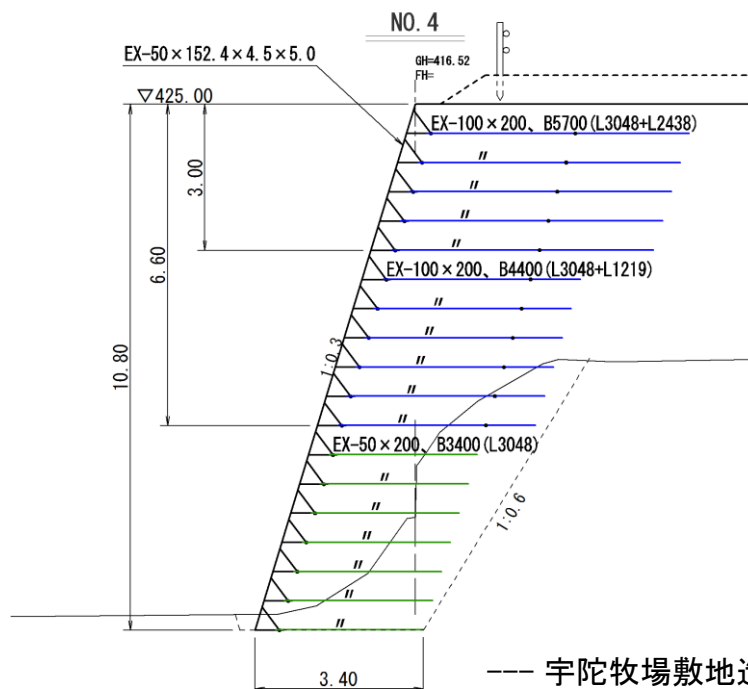 NO.4
EX-50×152.4×4.5×5.0
GH=416.52
FH=
▽425.00
EX-100×200、B5700(L3048+L2438)
〃
〃
3.00
〃
〃
EX-100×200、B4400(L3048+L1219)
6.60
〃
〃
1:0.3
〃
10.80
〃
〃
EX-50×200、B3400(L3048)
〃
〃
1:0.6
〃
〃
〃
〃
3.40
--- 宇陀牧場敷地